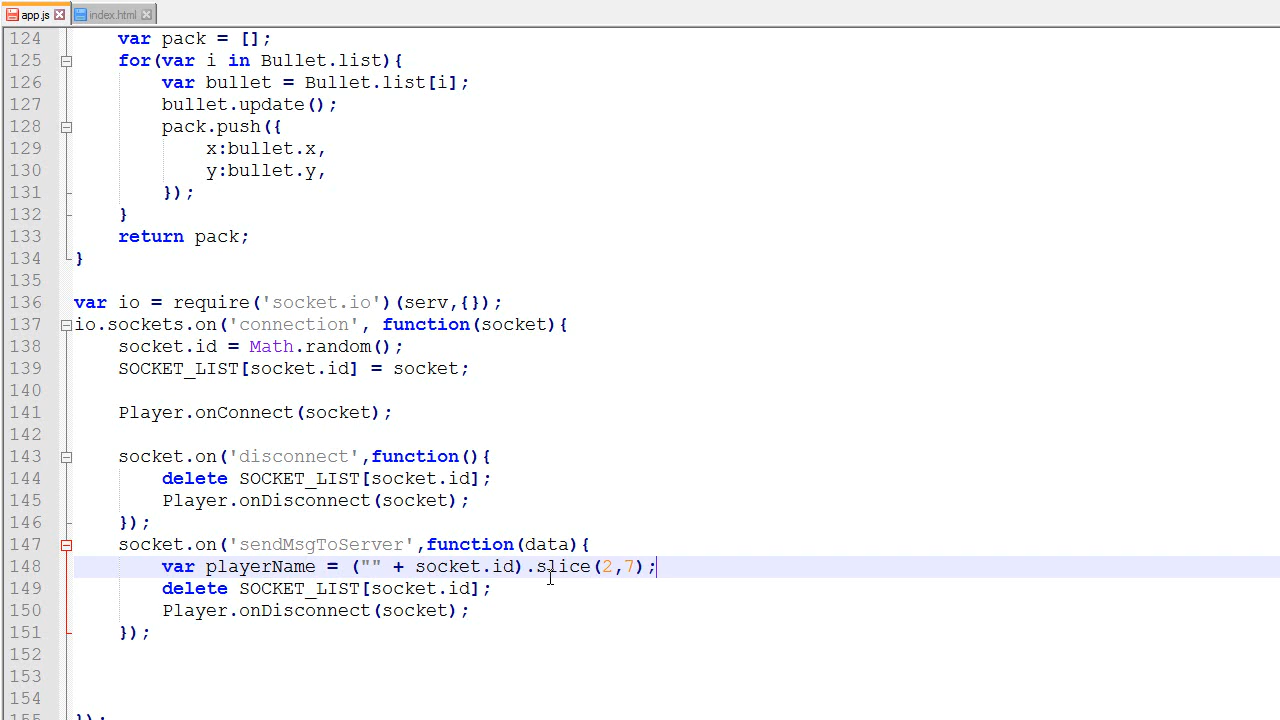 app.js index.html
124 var pack = [];
125 for(var i in Bullet.list){
126 var bullet = Bullet.list[i];
127 bullet.update();
128 pack.push({
129 x:bullet.x,
130 y:bullet.y,
131 });
132 }
133 return pack;
134 }
135
136 var io = require('socket.io')(serv,{});
137 io.sockets.on('connection', function(socket){
138 socket.id = Math.random();
139 SOCKET_LIST[socket.id] = socket;
140
141 Player.onConnect(socket);
142
143 socket.on('disconnect',function(){
144 delete SOCKET_LIST[socket.id];
145 Player.onDisconnect(socket);
146 });
147 socket.on('sendMsgToServer',function(data){
148 var playerName = ("" + socket.id).slice(2,7);
149 delete SOCKET_LIST[socket.id];
150 Player.onDisconnect(socket);
151 });
152
153
154
155 });